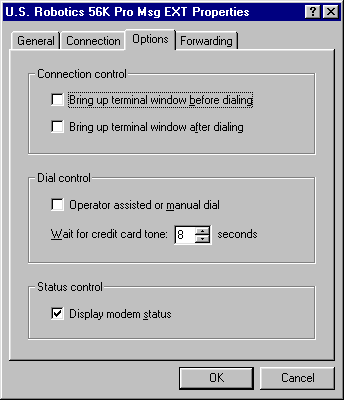 U.S. Robotics 56K Pro Msg EXT Properties
General Connection Options Forwarding
Connection control
Bring up terminal window before dialing
Bring up terminal window after dialing
Dial control
Operator assisted or manual dial
Wait for credit card tone: 8 seconds
Status control
Display modem status
OK Cancel